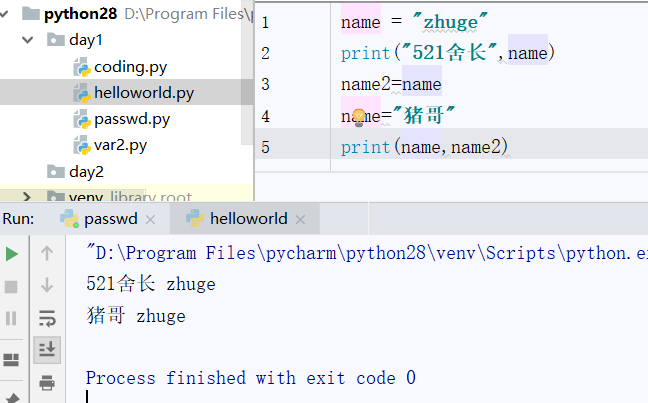 python28 D:\Program Files\p
day1
coding.py
helloworld.py
passwd.py
var2.py
day2
venv library root
1 name = "zhuge"
2 print("521舍长",name)
3 name2=name
4 name="猪哥"
5 print(name,name2)
Run: passwd × helloworld ×
"D:\Program Files\pycharm\python28\venv\Scripts\python.e
521舍长 zhuge
猪哥 zhuge
Process finished with exit code 0